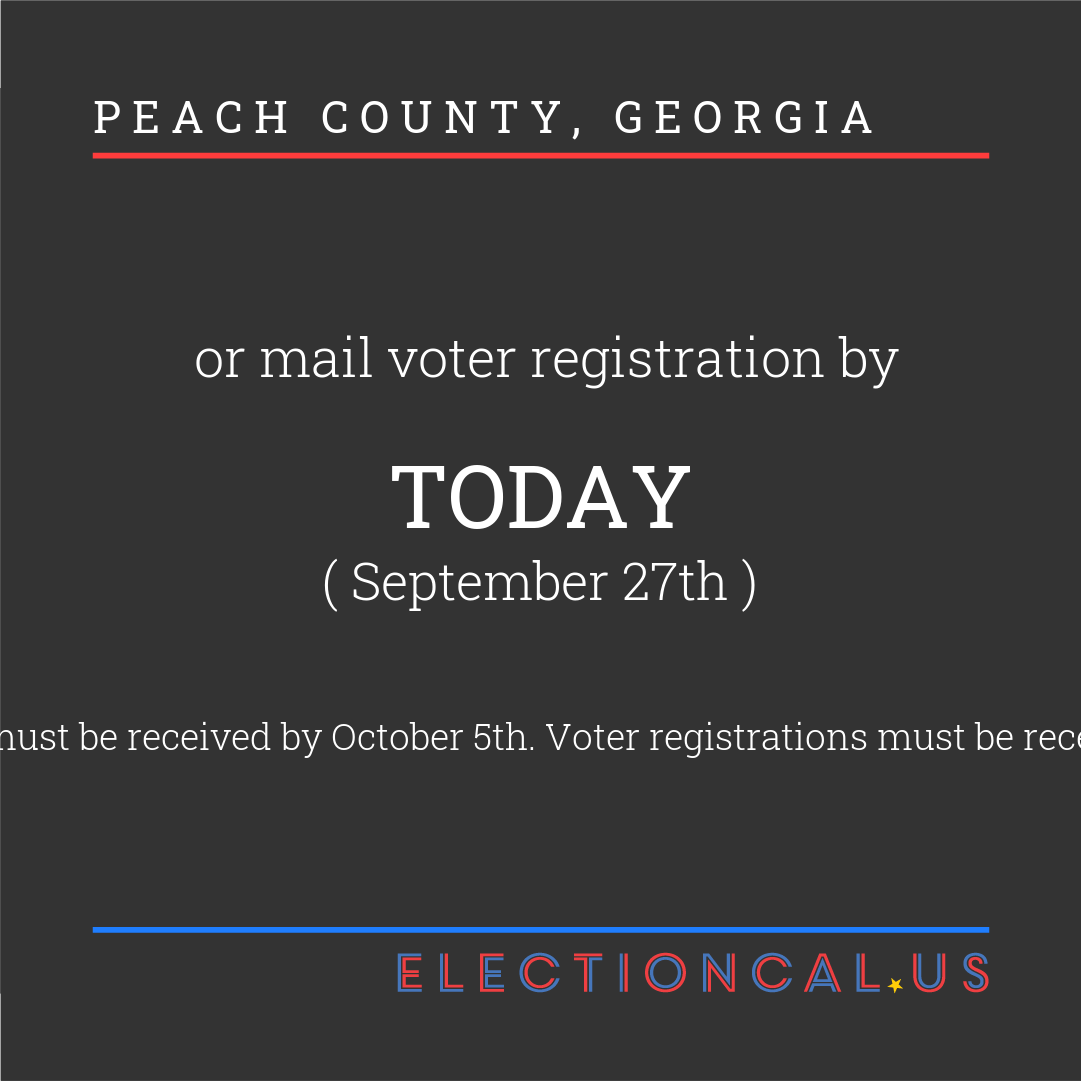 PEACH COUNTY, GEORGIA
or mail voter registration by
TODAY
( September 27th )
must be received by October 5th. Voter registrations must be
ELECTIONCAL.US